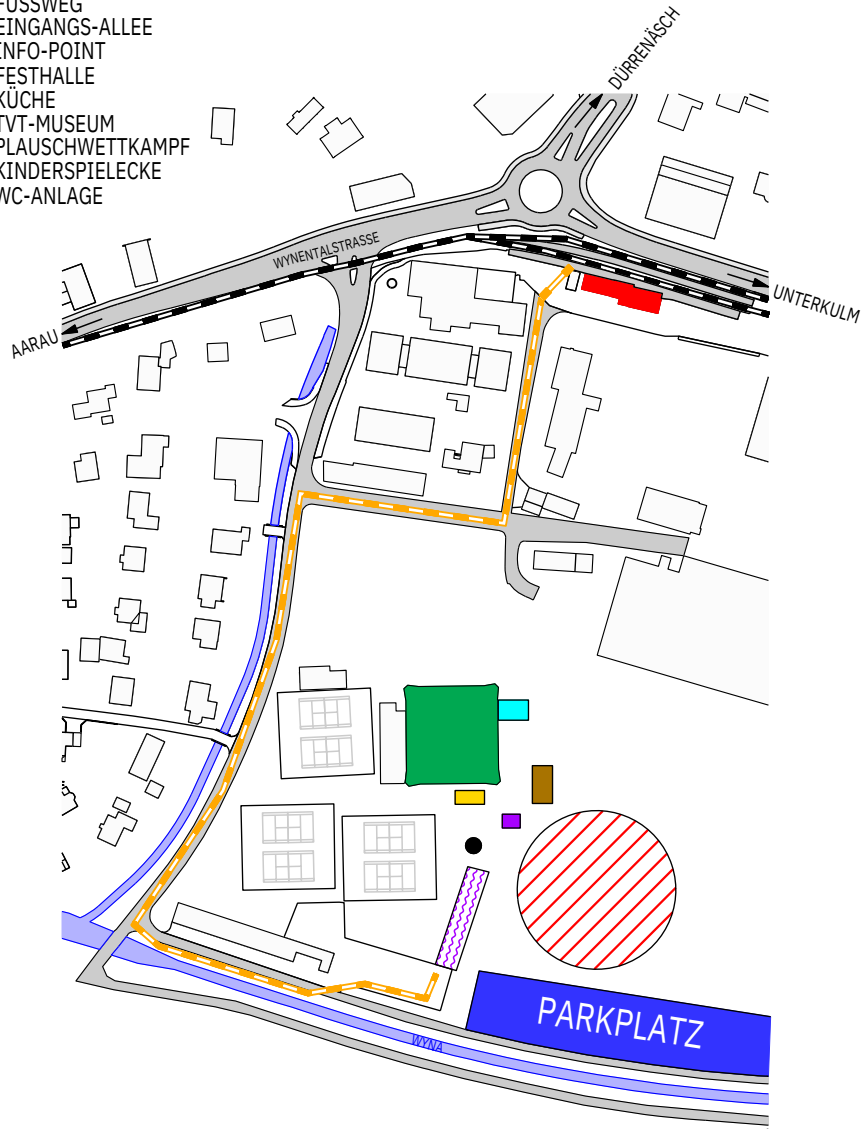 FUSSWEG
EINGANGS-ALLEE
INFO-POINT
FESTHALLE
KÜCHE
TVT-MUSEUM
PLAUSCHWETTKAMPF
KINDERSPIELECKE
WC-ANLAGE
DÜRRENÄSCH
WYNENTALSTRASSE
UNTERKULM
AARAU
PARKPLATZ
WYNA